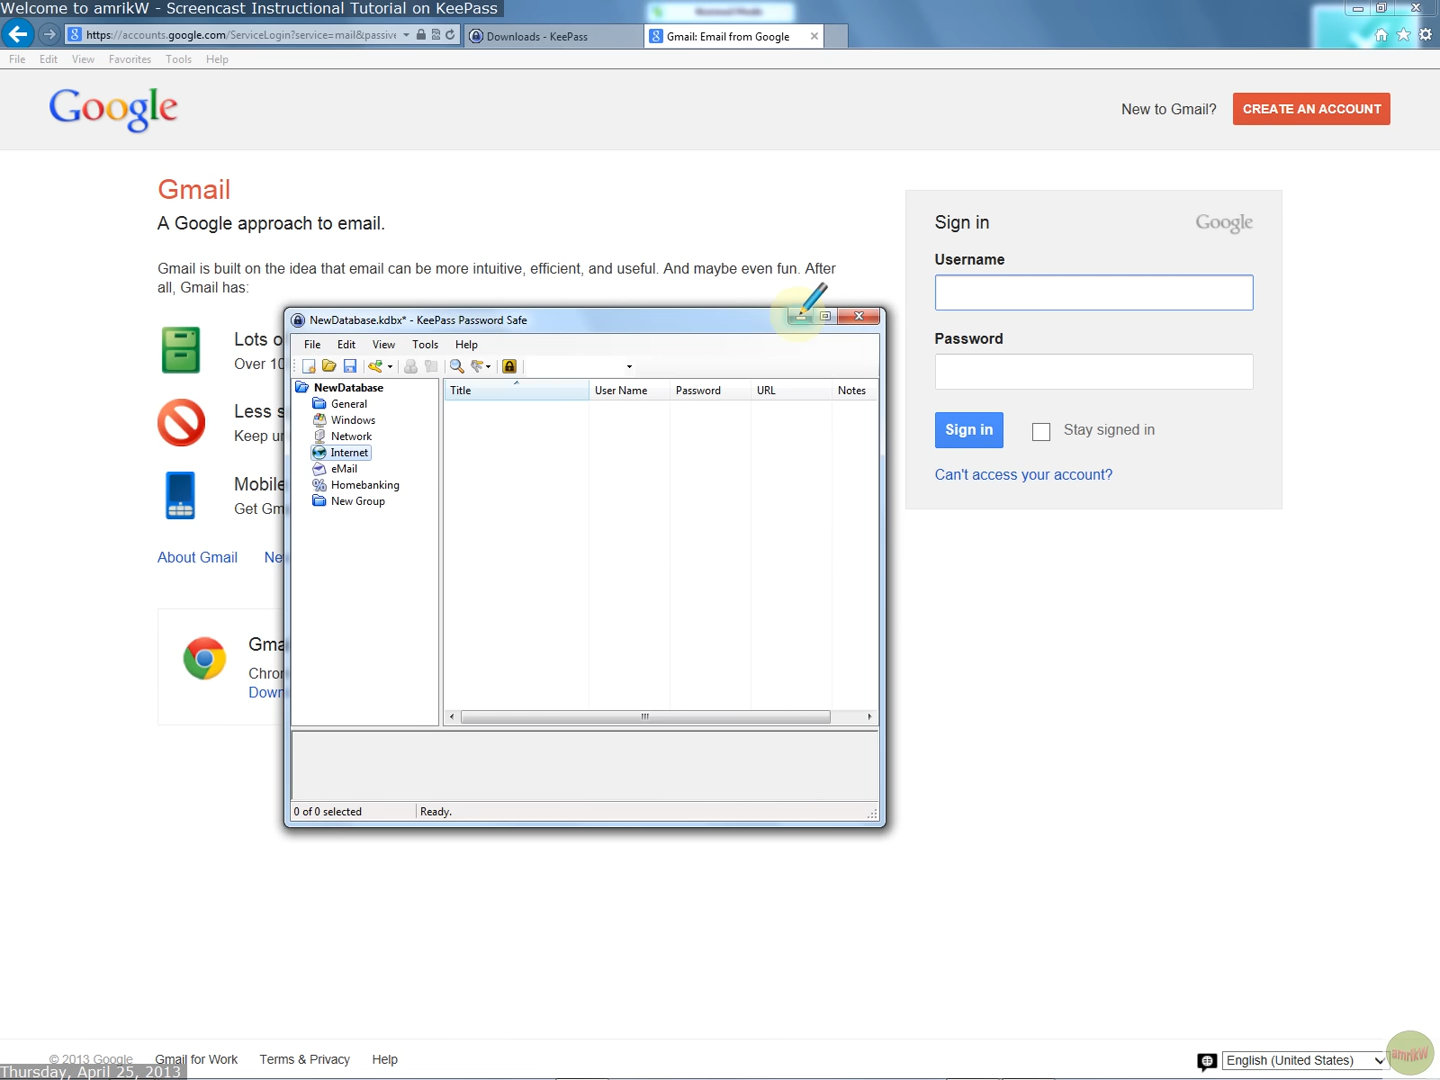 Welcome to amrikW - Screencast Instructional Tutorial on KeePass
https://accounts.google.com/ServiceLogin?service=mail&passiv
Downloads - KeePass
Gmail: Email from Google
File Edit View Favorites Tools Help
Google
New to Gmail?
CREATE AN ACCOUNT
Gmail
A Google approach to email.
Gmail is built on the idea that email can be more intuitive, efficient, and useful. And maybe even fun. After
all, Gmail has:
Lots o
Over 10
Less s
Keep un
Mobile
Get Gm
About Gmail
Ne
Gma
Chron
Down
NewDatabase.kdbx* - KeePass Password Safe
File Edit View Tools Help
NewDatabase
General
Windows
Network
Internet
eMail
Homebanking
New Group
Title User Name Password URL Notes
0 of 0 selected
Ready.
Sign in
Google
Username
Password
Sign in
Stay signed in
Can't access your account?
© 2013 Google
Gmail for Work
Terms & Privacy
Help
English (United States)
amrikW
Thursday, April 25, 2013